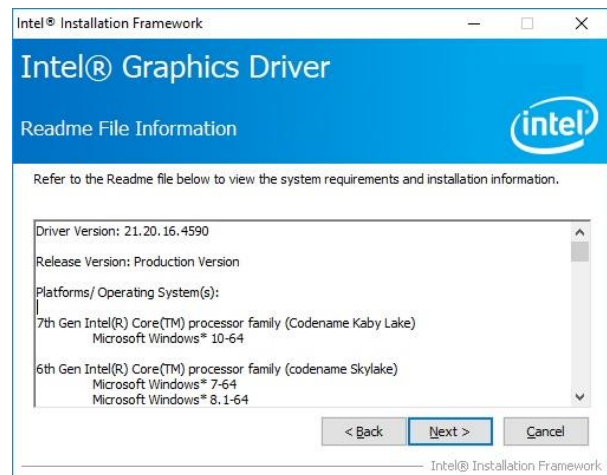 Intel® Installation Framework
Intel® Graphics Driver
Readme File Information
intel
Refer to the Readme file below to view the system requirements and installation information.
Driver Version: 21.20.16.4590
Release Version: Production Version
Platforms/ Operating System(s):
7th Gen Intel(R) Core(TM) processor family (Codename Kaby Lake)
Microsoft Windows* 10-64
6th Gen Intel(R) Core(TM) processor family (codename Skylake)
Microsoft Windows* 7-64
Microsoft Windows* 8.1-64
< Back Next > Cancel
Intel® Installation Framework